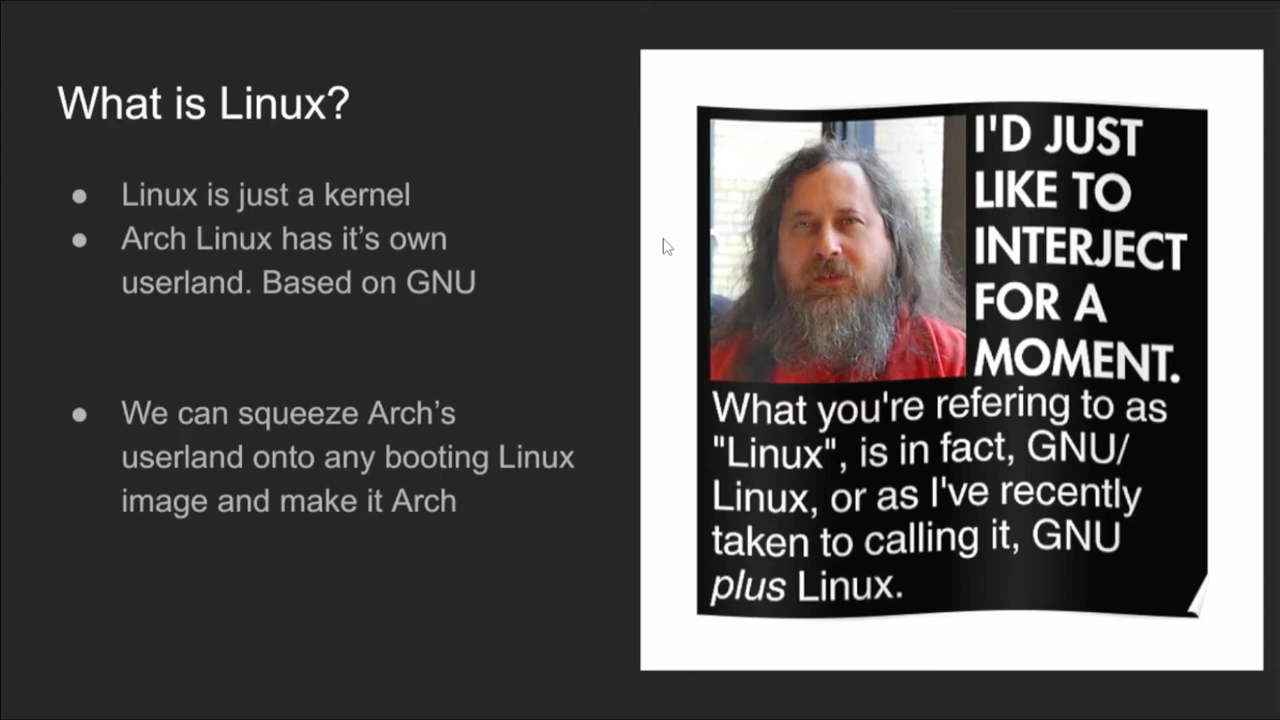 What is Linux?
● Linux is just a kernel
● Arch Linux has it’s own
userland. Based on GNU
● We can squeeze Arch’s
userland onto any booting Linux
image and make it Arch
I'D JUST
LIKE TO
INTERJECT
FOR A
MOMENT.
What you're refering to as
"Linux", is in fact, GNU/
Linux, or as I've recently
taken to calling it, GNU
plus Linux.